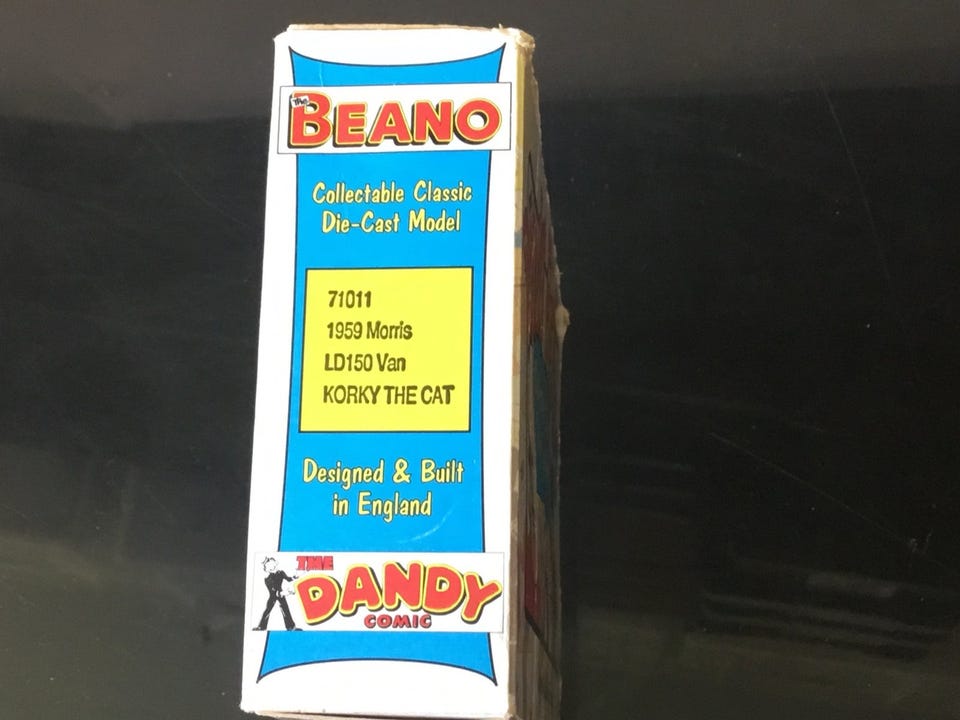 THE
BEANO
Collectable Classic
Die-Cast Model
71011
1959 Morris
LD150 Van
KORKY THE CAT
Designed & Built
in England
THE
DANDY
COMIC